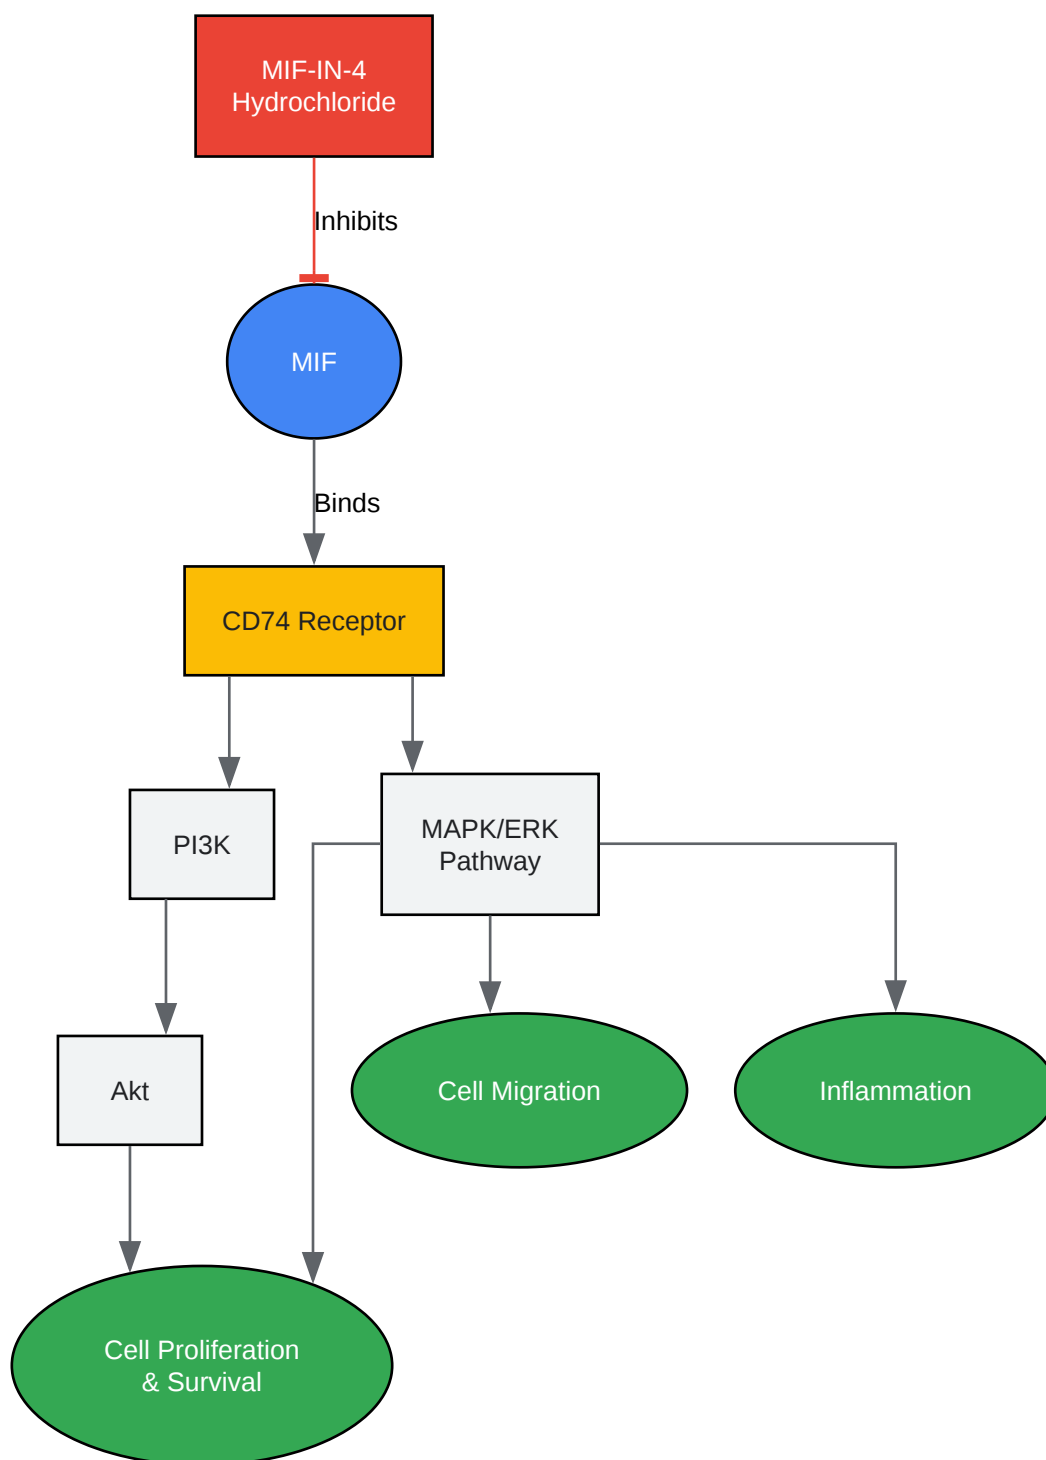 MIF-IN-4
Hydrochloride
Inhibits
MIF
Binds
CD74 Receptor
PI3K
MAPK/ERK
Pathway
Akt
Cell Migration
Inflammation
Cell Proliferation
& Survival